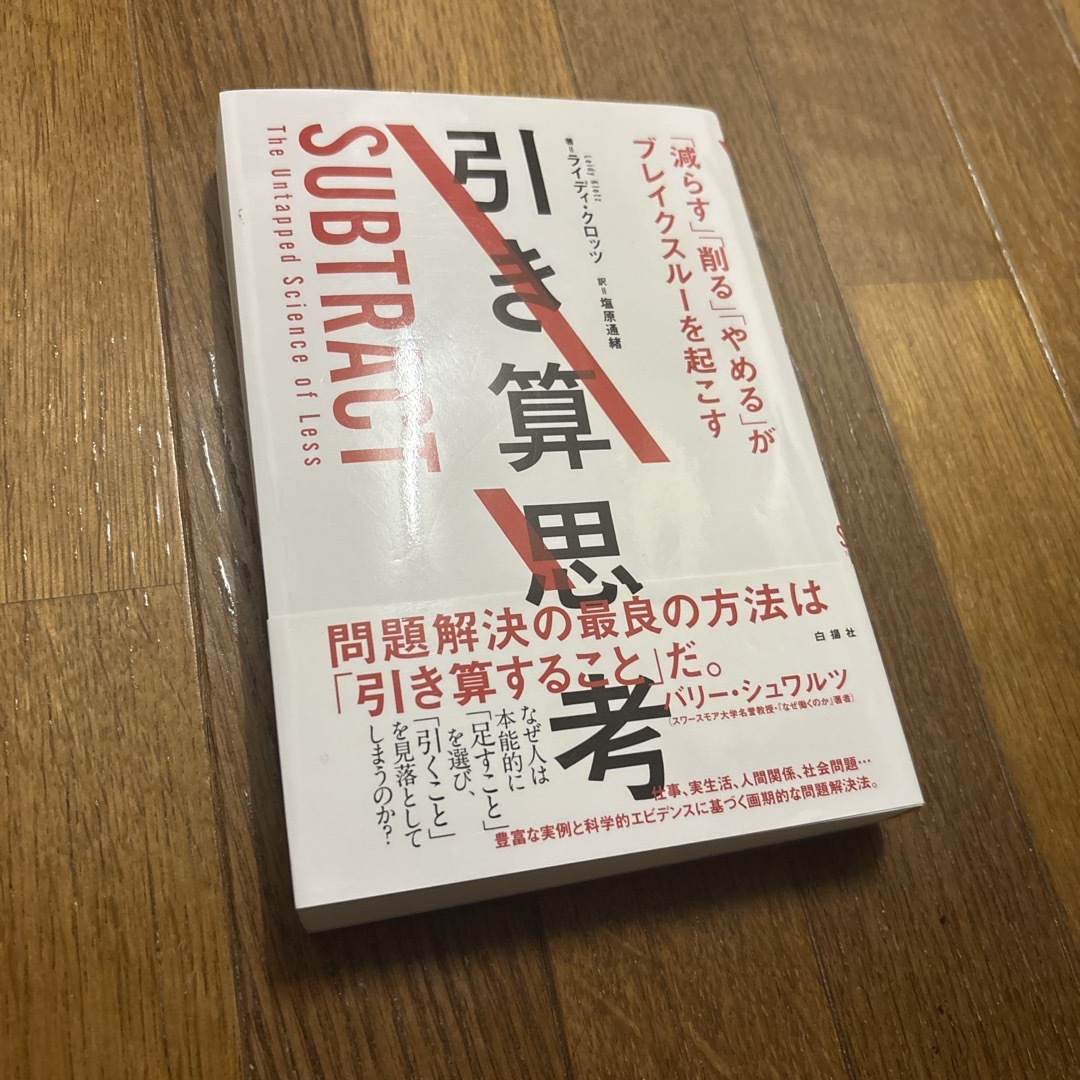 「減らす」「削る」「やめる」が
ブレイクスルーを起こす
Leidy Klotz
著=ライディ・クロッツ
訳=塩原通緒
引き算思考
SUBTRACT
The Untapped Science of Less
問題解決の最良の方法は
「引き算すること」だ。
バリー・シュワルツ
(スワースモア大学名誉教授・『なぜ働くのか』著者)
白揚社
なぜ人は
本能的に
「足すこと」
を選び、
「引くこと」
を見落として
しまうのか?
仕事、実生活、人間関係、社会問題…
豊富な実例と科学的エビデンスに基づく画期的な問題解決法。